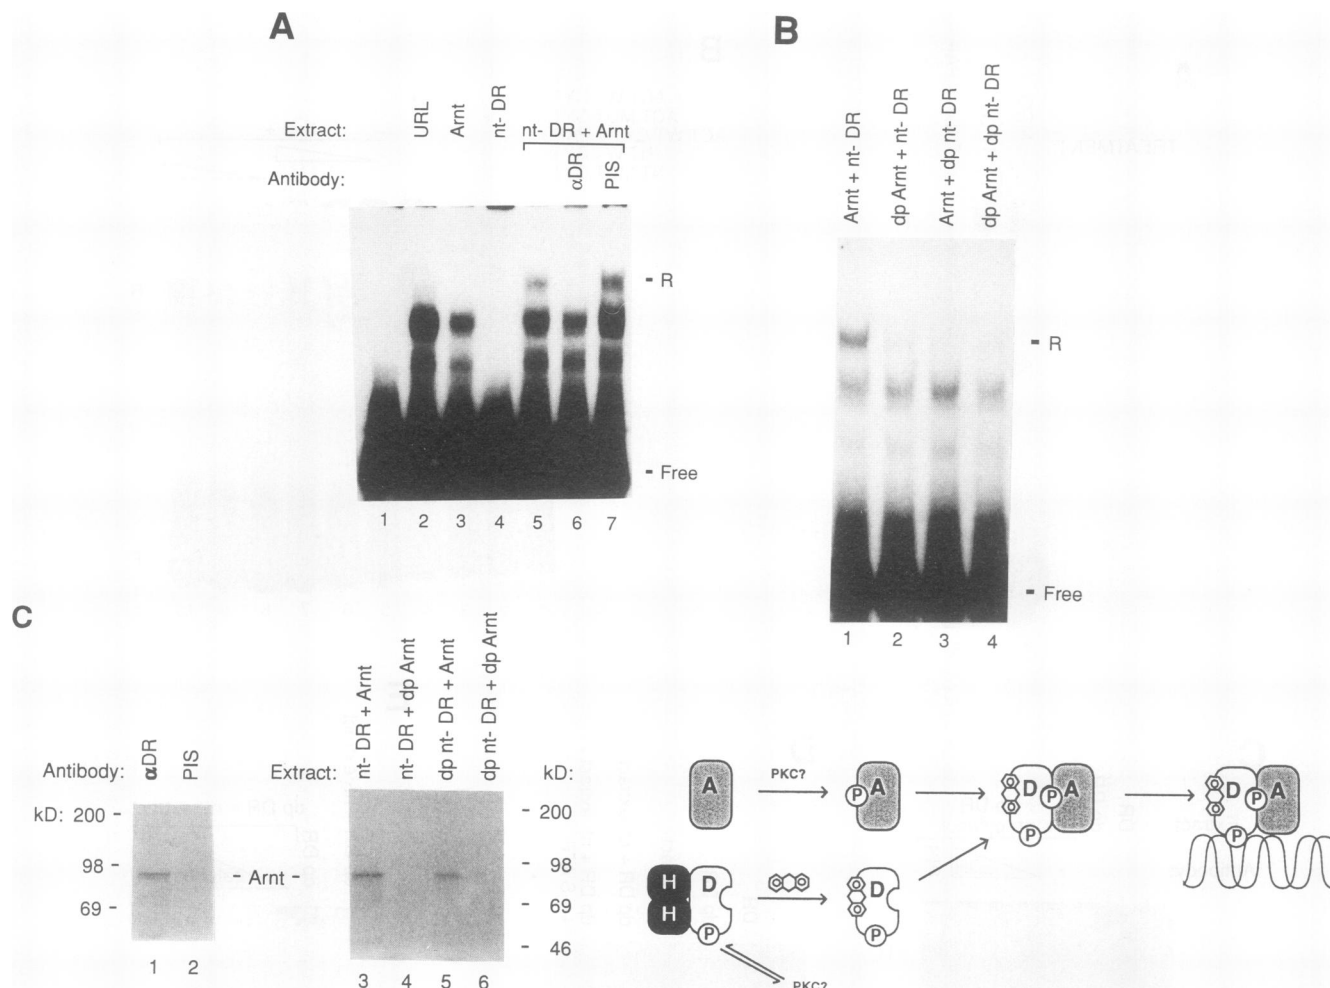 A
Extract:
URL
Arnt
nt- DR
nt- DR + Arnt
Antibody:
αDR
PIS
- R
- Free
1 2 3 4 5 6 7
B
Arnt + nt- DR
dp Arnt + nt- DR
Arnt + dp nt- DR
dp Arnt + dp nt- DR
- R
- Free
1 2 3 4
C
Antibody:
αDR
PIS
kD:
200 -
98 -
69 -
1 2
- Arnt -
Extract:
nt- DR + Arnt
nt- DR + dp Arnt
dp nt- DR + Arnt
dp nt- DR + dp Arnt
kD:
- 200
- 98
- 69
- 46
3 4 5 6
A
PKC?
P A
D P A
P
D P A
P
H
H
D
P
D
P
PKC?